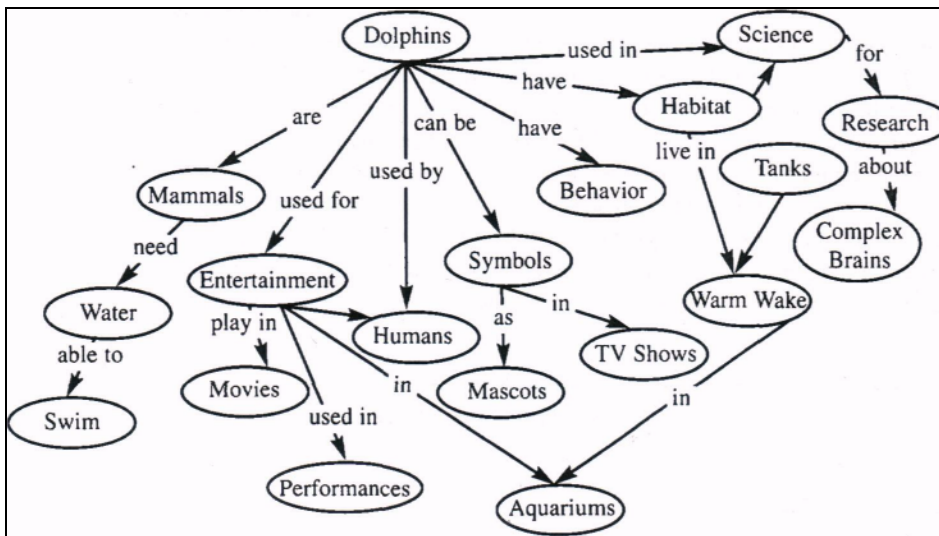 Dolphins
Science
used in
for
have
Habitat
Research
are
can be
have
live in
Tanks
about
used by
Mammals
Behavior
used for
Complex
Brains
need
Symbols
Entertainment
Warm Wake
Water
play in
as
in
Humans
TV Shows
able to
Movies
in
Mascots
in
Swim
used in
Performances
Aquariums